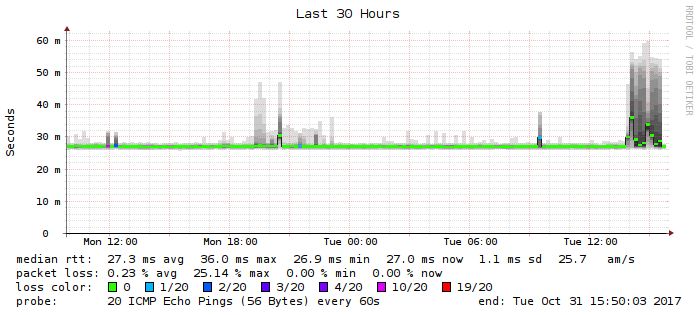 Last 30 Hours
RRDTOOL / TOBI OETIKER
Seconds
60 m
50 m
40 m
30 m
20 m
10 m
0
Mon 12:00 Mon 18:00 Tue 00:00 Tue 06:00 Tue 12:00
median rtt: 27.3 ms avg 36.0 ms max 26.9 ms min 27.0 ms now 1.1 ms sd 25.7 am/s
packet loss: 0.23 % avg 25.14 % max 0.00 % min 0.00 % now
loss color: 0 1/20 2/20 3/20 4/20 10/20 19/20
probe: 20 ICMP Echo Pings (56 Bytes) every 60s end: Tue Oct 31 15:50:03 2017